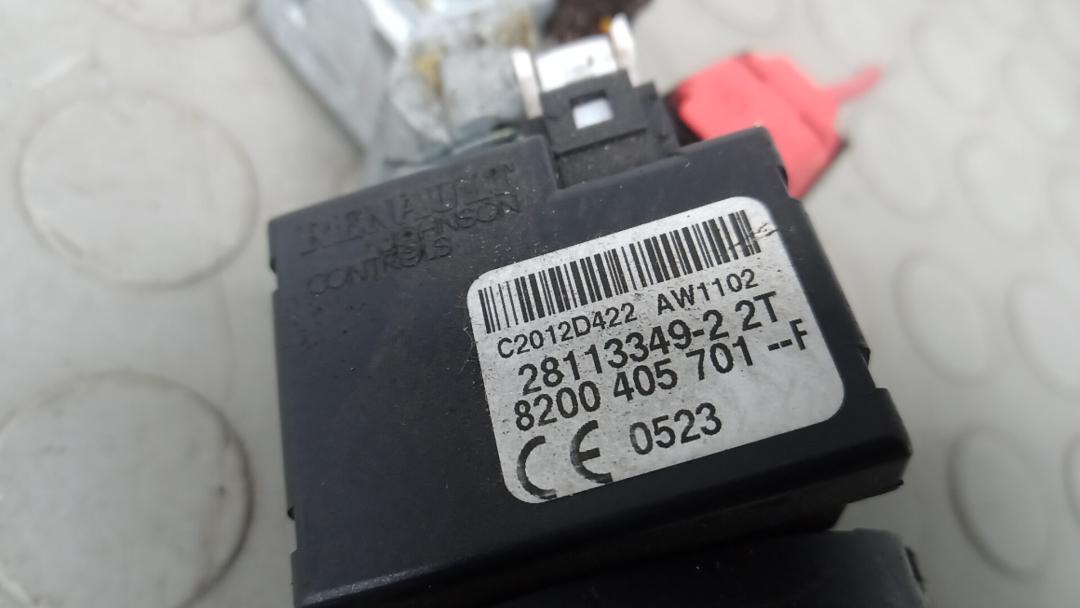 RENAULT
JOHNSON
CONTROLS
C2012D422 AW1102
28113349-2 2T
8200 405 701 --F
CE 0523